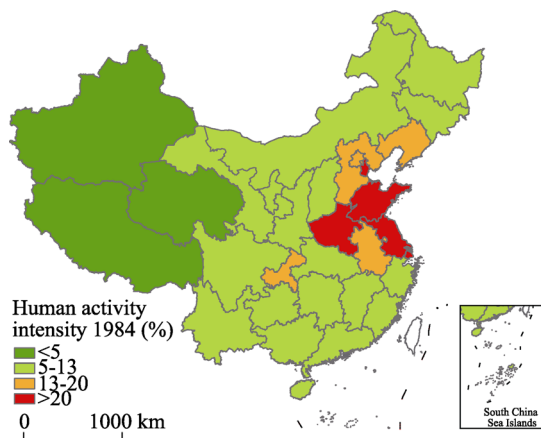 Human activity
intensity 1984 (%)
<5
5-13
13-20
>20
0 1000 km
South China
Sea Islands